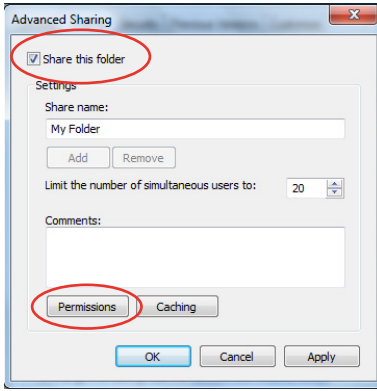 Advanced Sharing
Share this folder
Settings
Share name:
My Folder
Add Remove
Limit the number of simultaneous users to: 20
Comments:
Permissions Caching
OK Cancel Apply